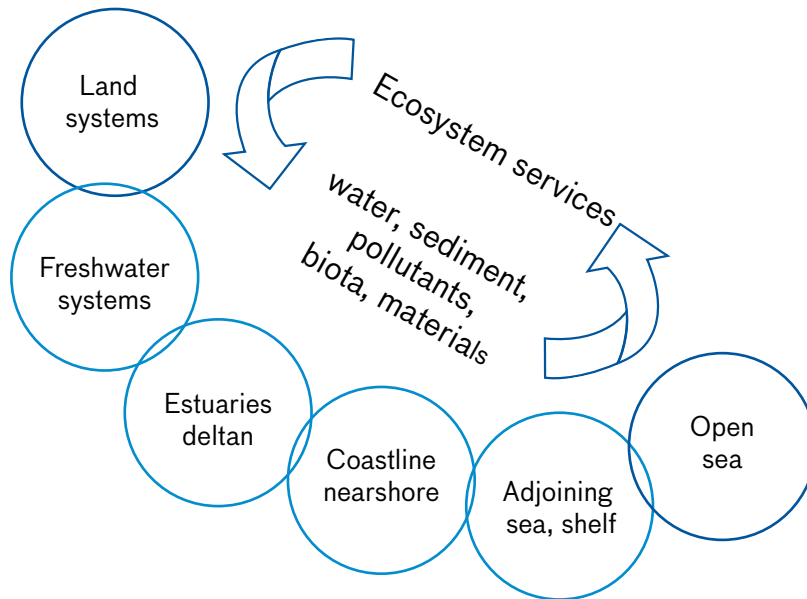 Land
systems
Ecosystem services
water, sediment,
pollutants,
biota, materials
Freshwater
systems
Estuaries
deltan
Coastline
nearshore
Adjoining
sea, shelf
Open
sea